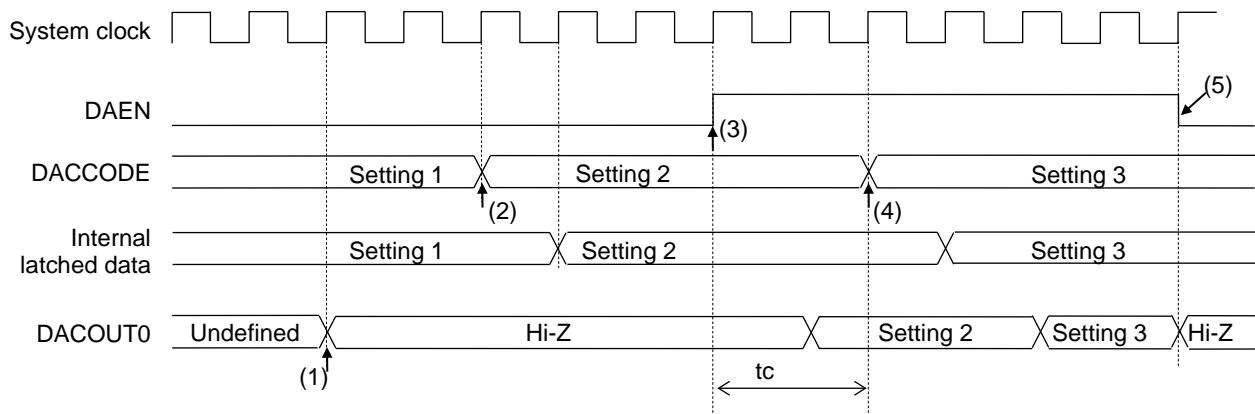 System clock
DAEN
(5)
(3)
DACCODE
Setting 1
Setting 2
Setting 3
(2)
(4)
Internal
latched data
Setting 1
Setting 2
Setting 3
DACOUT0
Undefined
Hi-Z
Setting 2
Setting 3
Hi-Z
(1)
tc